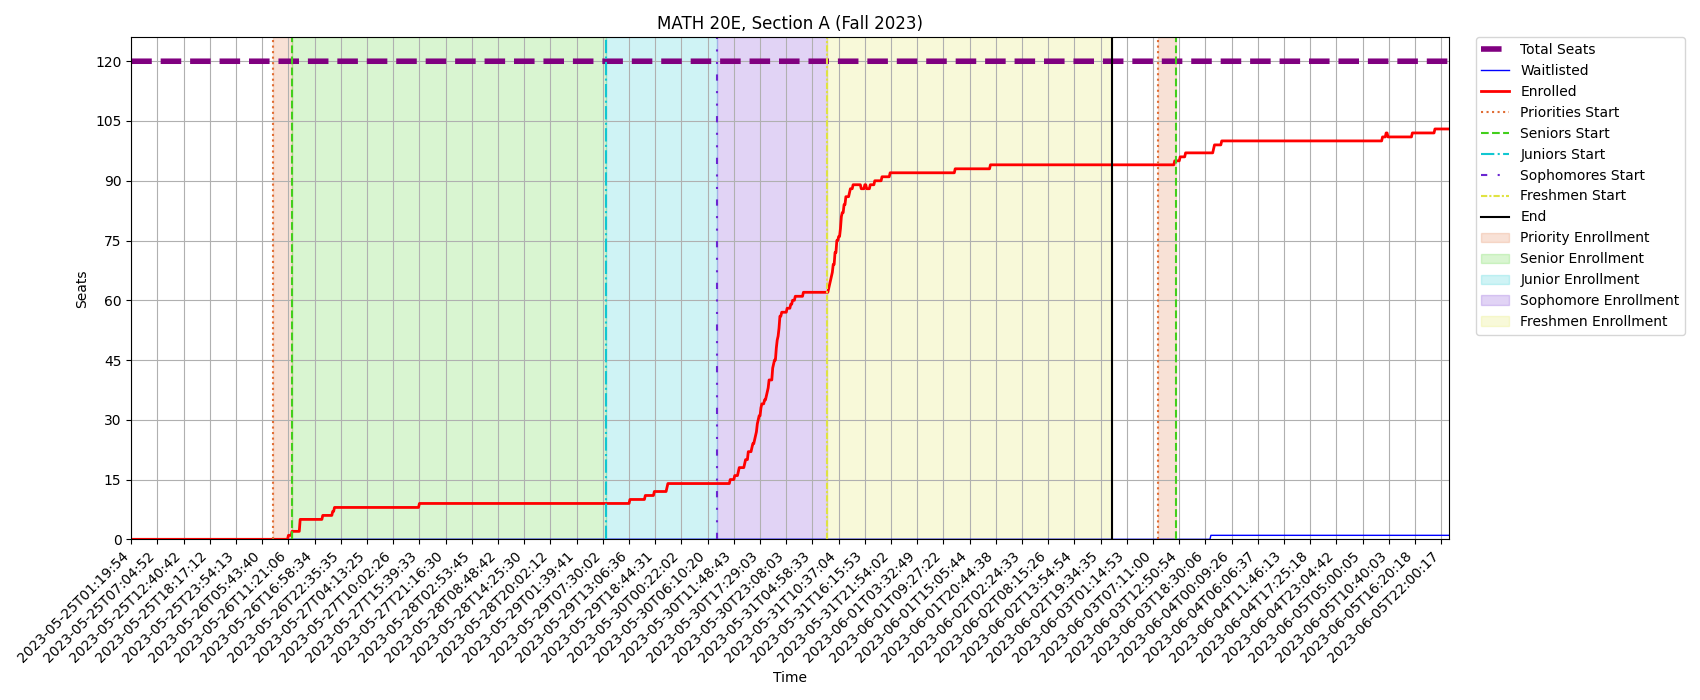 MATH 20E, Section A (Fall 2023)
Seats
120
105
90
75
60
45
30
15
0
2023-05-25T01:19:54
2023-05-25T07:04:52
2023-05-25T12:40:42
2023-05-25T18:17:12
2023-05-25T23:54:13
2023-05-26T05:43:40
2023-05-26T11:21:06
2023-05-26T16:58:34
2023-05-26T22:35:35
2023-05-27T04:13:25
2023-05-27T10:02:26
2023-05-27T15:39:33
2023-05-27T21:16:30
2023-05-28T02:53:45
2023-05-28T08:48:42
2023-05-28T14:25:30
2023-05-28T20:02:12
2023-05-29T01:39:41
2023-05-29T07:30:02
2023-05-29T13:06:36
2023-05-29T18:44:31
2023-05-30T00:22:02
2023-05-30T06:10:20
2023-05-30T11:48:43
2023-05-30T17:29:03
2023-05-30T23:08:03
2023-05-31T04:58:33
2023-05-31T10:37:04
2023-05-31T16:15:53
2023-05-31T21:54:02
2023-06-01T03:32:49
2023-06-01T09:27:22
2023-06-01T15:05:44
2023-06-01T20:44:38
2023-06-02T02:24:33
2023-06-02T08:15:26
2023-06-02T13:54:54
2023-06-02T19:34:35
2023-06-03T01:14:53
2023-06-03T07:11:00
2023-06-03T12:50:54
2023-06-03T18:30:06
2023-06-04T00:09:26
2023-06-04T06:06:37
2023-06-04T11:46:13
2023-06-04T17:25:18
2023-06-04T23:04:42
2023-06-05T05:00:05
2023-06-05T10:40:03
2023-06-05T16:20:18
2023-06-05T22:00:17
Time
Total Seats
Waitlisted
Enrolled
Priorities Start
Seniors Start
Juniors Start
Sophomores Start
Freshmen Start
End
Priority Enrollment
Senior Enrollment
Junior Enrollment
Sophomore Enrollment
Freshmen Enrollment